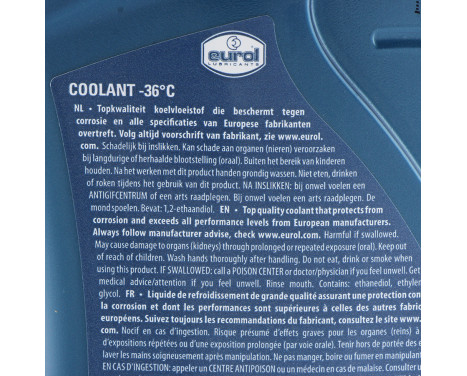 eurol
LUBRICANTS
COOLANT -36°C
NL • Topkwaliteit koelvloeistof die beschermt tegen
corrosie en alle specificaties van Europese fabrikanten
overtreft. Volg altijd voorschrift van fabrikant, zie www.eurol.
com. Schadelijk bij inslikken. Kan schade aan organen (nieren) veroorzaken
bij langdurige of herhaalde blootstelling (oraal). Buiten het bereik van kinderen
houden. Na het werken met dit product handen grondig wassen. Niet eten, drinken
of roken tijdens het gebruik van dit product. NA INSLIKKEN: bij onwel voelen een
ANTIGIFCENTRUM of een arts raadplegen. Bij onwel voelen een arts raadplegen. De
mond spoelen. Bevat: 1,2-ethaandiol. EN • Top quality coolant that protects from
corrosion and exceeds all performance levels from European manufacturers.
Always follow manufacturer advise, check www.eurol.com. Harmful if swallowed.
May cause damage to organs (kidneys) through prolonged or repeated exposure (oral). Keep out
of reach of children. Wash hands thoroughly after handling. Do not eat, drink or smoke when
using this product. IF SWALLOWED: call a POISON CENTER or doctor/physician if you feel unwell. Get
medical advice/attention if you feel unwell. Rinse mouth. Contains: ethanediol, ethylen
glycol. FR • Liquide de refroidissement de grande qualité assurant une protection con
la corrosion et dont les performances sont supérieures à celles des autres fabric
européens. Suivez toujours les recommandations du fabricant, consultez le site www.
com. Nocif en cas d'ingestion. Risque présumé d'effets graves pour les organes (reins) à
d'expositions répétées ou d'une exposition prolongée (par voie orale). Tenir hors de portée des e
laver les mains soigneusement après manipulation. Ne pas manger, boire ou fumer en manipulant
EN CAS D'INGESTION: appeler un CENTRE ANTIPOISON ou un médecin en cas de malaise. Consulter